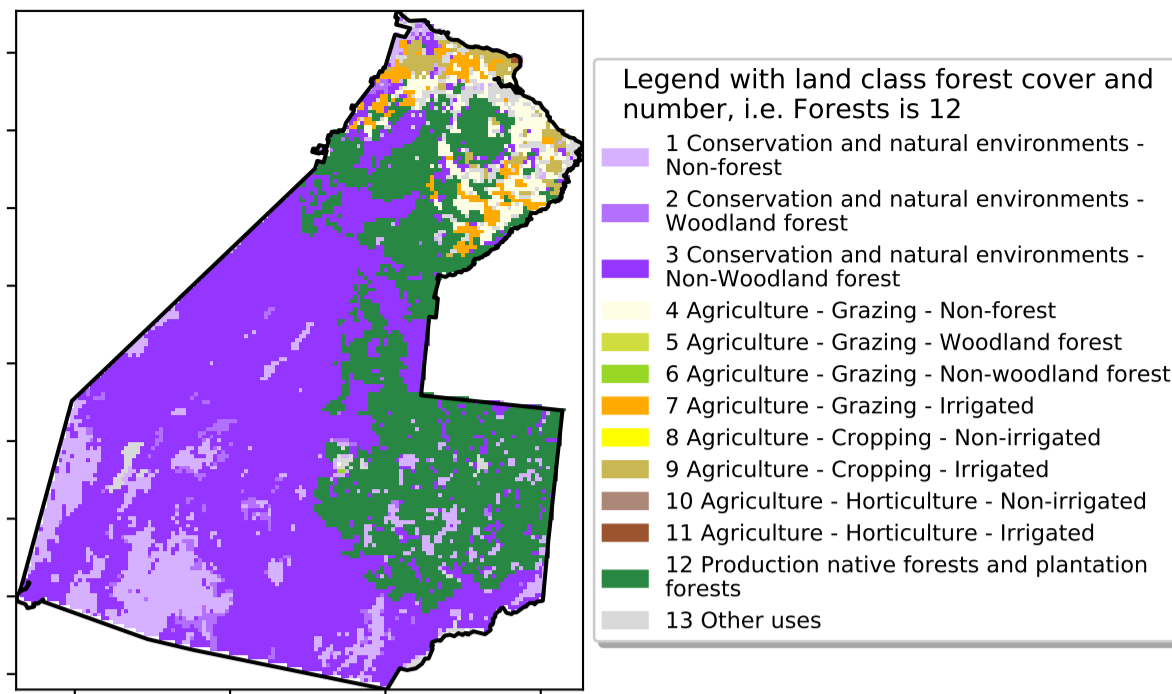 Legend with land class forest cover and
number, i.e. Forests is 12
1 Conservation and natural environments -
Non-forest
2 Conservation and natural environments -
Woodland forest
3 Conservation and natural environments -
Non-Woodland forest
4 Agriculture - Grazing - Non-forest
5 Agriculture - Grazing - Woodland forest
6 Agriculture - Grazing - Non-woodland forest
7 Agriculture - Grazing - Irrigated
8 Agriculture - Cropping - Non-irrigated
9 Agriculture - Cropping - Irrigated
10 Agriculture - Horticulture - Non-irrigated
11 Agriculture - Horticulture - Irrigated
12 Production native forests and plantation
forests
13 Other uses